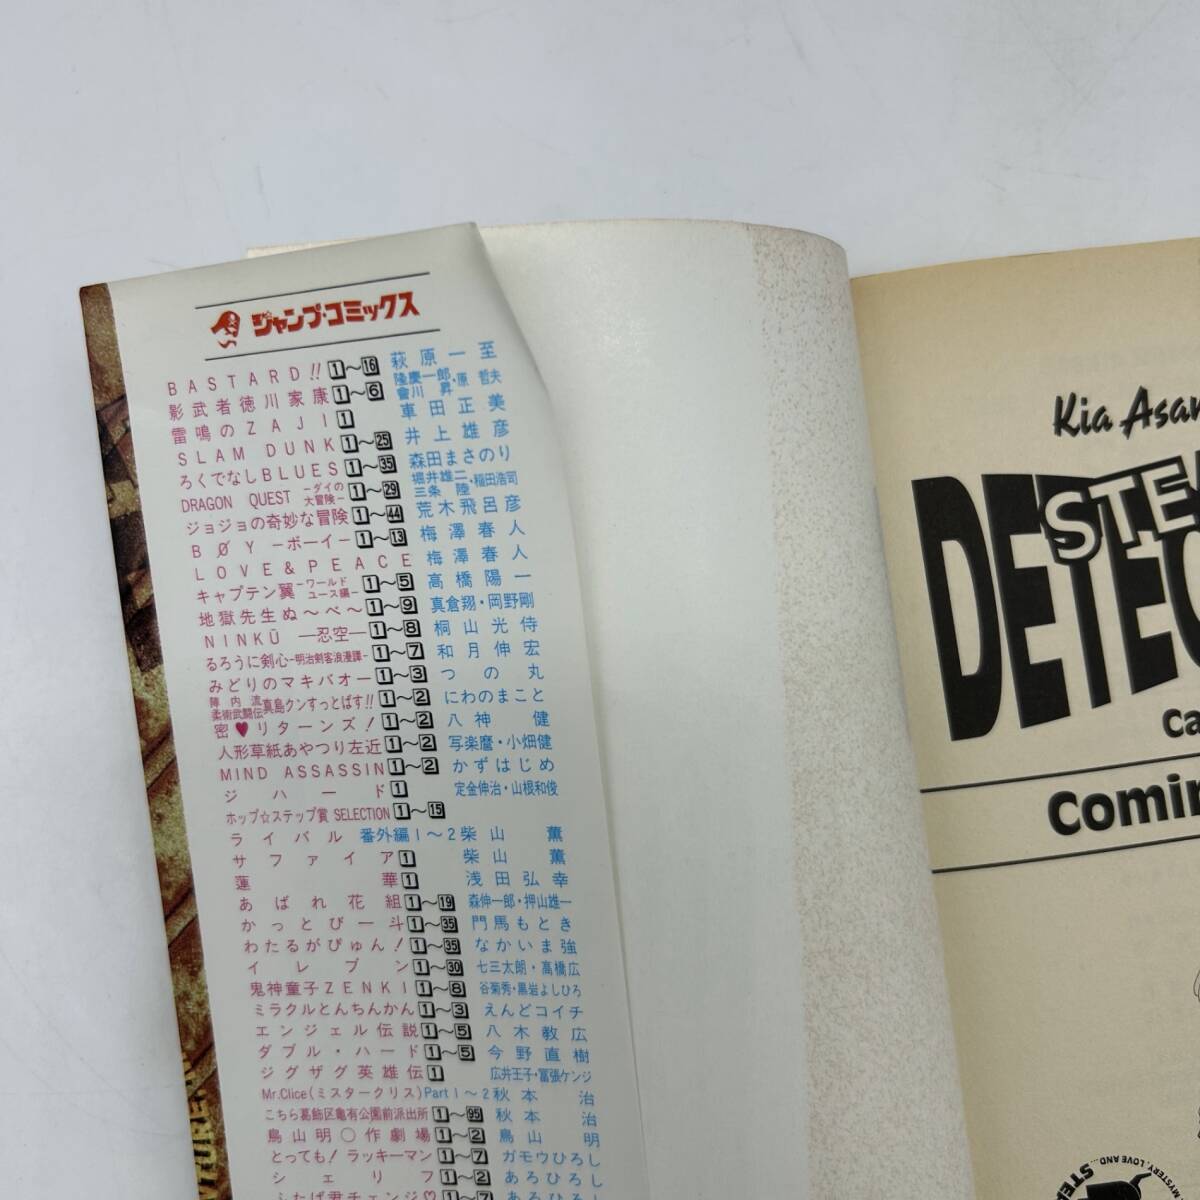 ジャンプ・コミックス
BASTARD!! 1〜16 萩原一至
影武者徳川家康 1〜6 隆慶一郎・會川昇・原哲夫
雷鳴のZAJI 1 車田正美
SLAM DUNK 1〜25 井上雄彦
ろくでなしBLUES 1〜35 森田まさのり
DRAGON QUEST -ダイの大冒険- 1〜29 堀井雄二・三条陸・稲田浩司
ジョジョの奇妙な冒険 1〜44 荒木飛呂彦
BØY -ボーイ- 1〜13 梅澤春人
LOVE&PEACE 梅澤春人
キャプテン翼 -ワールドユース編- 1〜5 高橋陽一
地獄先生ぬ〜べ〜 1〜9 真倉翔・岡野剛
NINKŪ —忍空— 1〜8 桐山光侍
るろうに剣心-明治剣客浪漫譚- 1〜7 和月伸宏
みどりのマキバオー 1〜3 つの丸
陣内流柔術武闘伝 真島クンすっとばす!! 1〜2 にわのまこと
密♥リターンズ! 1〜2 八神健
人形草紙あやつり左近 1〜2 写楽麿・小畑健
MIND ASSASSIN 1〜2 かずはじめ
ジハード 1 定金伸治・山根和俊
ホップ☆ステップ賞 SELECTION 1〜15
ライバル 番外編1〜2 柴山薫
サファイア 1 柴山薫
蓮華 1 浅田弘幸
あばれ花組 1〜19 森伸一郎・押山雄一
かっとび一斗 1〜35 門馬もとき
わたるがぴゅん! 1〜35 なかいま強
イレブン 1〜30 七三太朗・高橋広
鬼神童子ZENKI 1〜8 谷菊秀・黒岩よしひろ
ミラクルとんちんかん 1〜3 えんどコイチ
エンジェル伝説 1〜5 八木教広
ダブル・ハード 1〜5 今野直樹
ジグザグ英雄伝 1 広井王子・冨張ケンジ
Mr.Clice(ミスタークリス)Part1〜2 秋本治
こちら葛飾区亀有公園前派出所 1〜95 秋本治
鳥山明〇作劇場 1〜2 鳥山明
とっても!ラッキーマン 1〜7 ガモウひろし
シェリフ 1〜2 あろひろし
ふたば君チェンジ♡ 1〜7 あろひろし
Kia Asam
STE
DETEC
Ca
Comin
MYSTERY, LOVE AND...
STE
NTURE